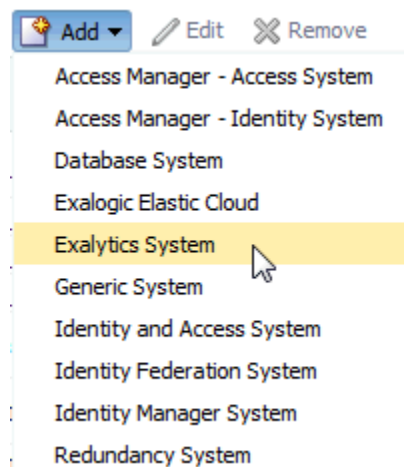 Add Edit Remove
Access Manager - Access System
Access Manager - Identity System
Database System
Exalogic Elastic Cloud
Exalytics System
Generic System
Identity and Access System
Identity Federation System
Identity Manager System
Redundancy System